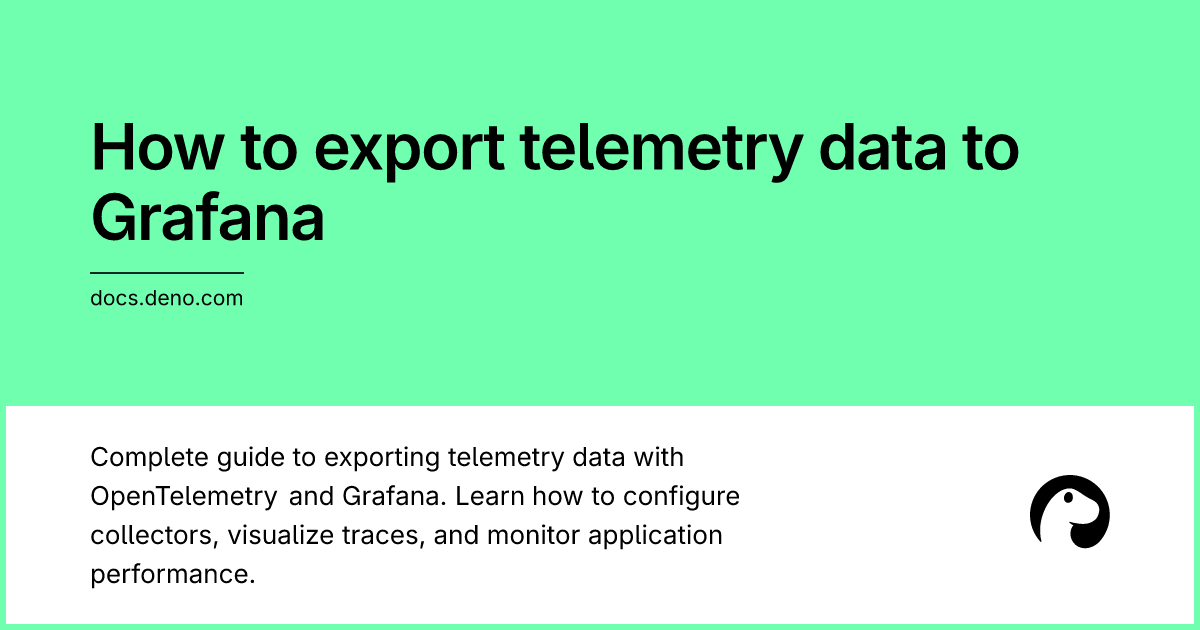 How to export telemetry data to
Grafana
docs.deno.com
Complete guide to exporting telemetry data with
OpenTelemetry and Grafana. Learn how to configure
collectors, visualize traces, and monitor application
performance.